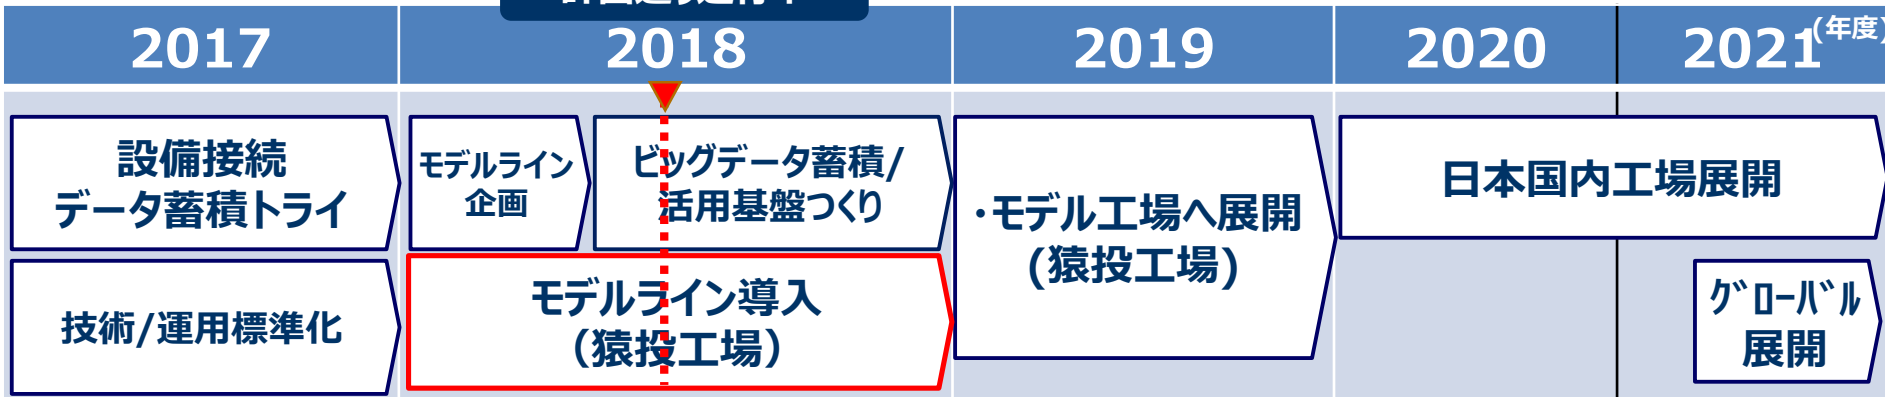 2017
2018
2019
2020
2021
(年度)
設備接続
データ蓄積トライ
モデルライン
企画
ビッグデータ蓄積/
活用基盤つくり
・モデル工場へ展開
(猿投工場)
日本国内工場展開
技術/運用標準化
モデルライン導入
(猿投工場)
グローバル
展開